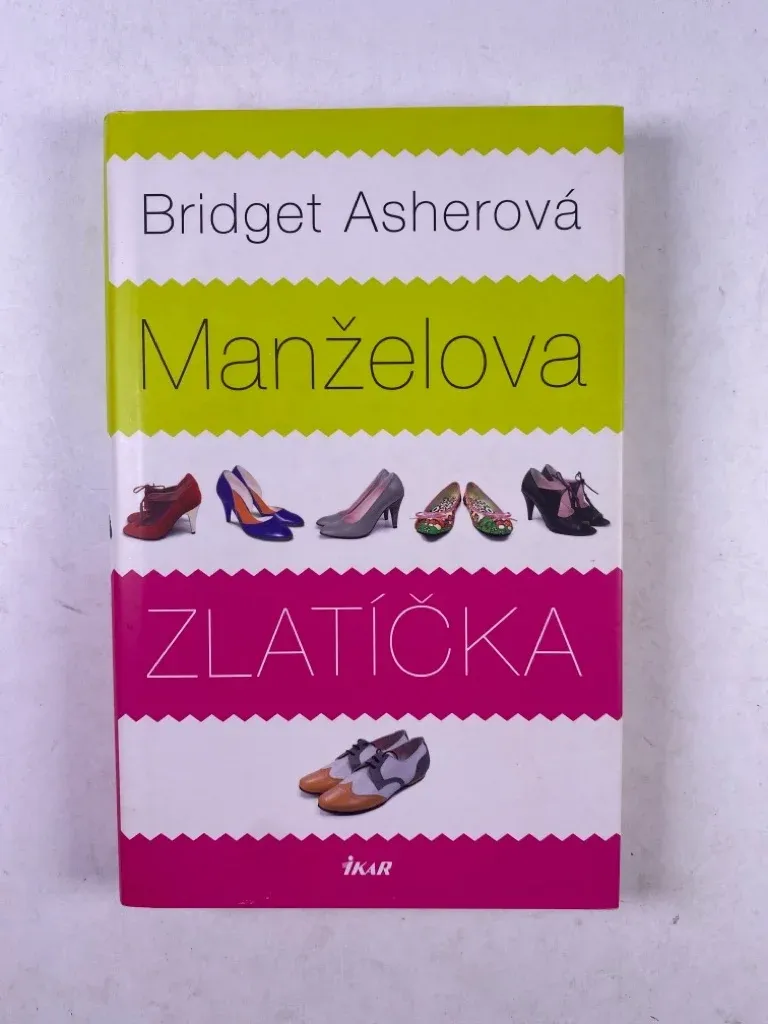 Bridget Asherová
Manželova
ZLATÍČKA
iKAR